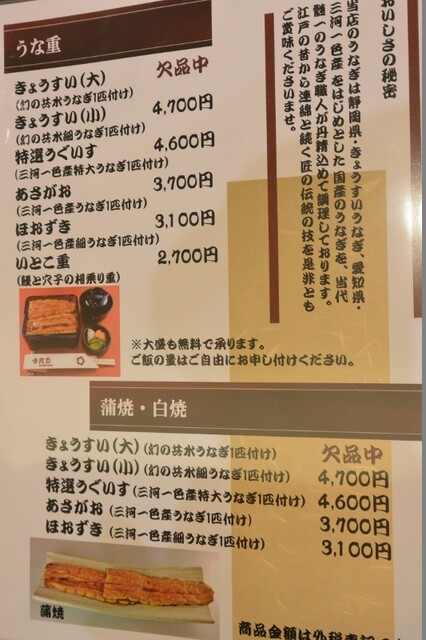 おいしさの秘密
当店のうなぎは静岡県・きょうすいうなぎ、愛知県・
三河一色産をはじめとした国産のうなぎを、当代
随一のうなぎ職人が丹精込めて調理しております。
江戸の昔から連綿と続く匠の伝統の技を是非とも
ご賞味くださいませ。
うな重
きょうすい(大) 欠品中
(幻の共水うなぎ1匹付け)
きょうすい(小) 4,700円
(幻の共水細うなぎ1匹付け)
特選うぐいす 4,600円
(三河一色産特大うなぎ1匹付け)
あさがお 3,700円
(三河一色産うなぎ1匹付け)
ほおずき 3,100円
(三河一色産細うなぎ1匹付け)
いとこ重 2,700円
(鰻と穴子の相乗り重)
※大盛も無料で承ります。
ご飯の量はご自由にお申し付けください。
蒲焼・白焼
きょうすい(大)(幻の共水うなぎ1匹付け) 欠品中
きょうすい(小)(幻の共水細うなぎ1匹付け) 4,700円
特選うぐいす(三河一色産特大うなぎ1匹付け) 4,600円
あさがお(三河一色産うなぎ1匹付け) 3,700円
ほおずき(三河一色産細うなぎ1匹付け) 3,100円
蒲焼
商品金額は外税表記